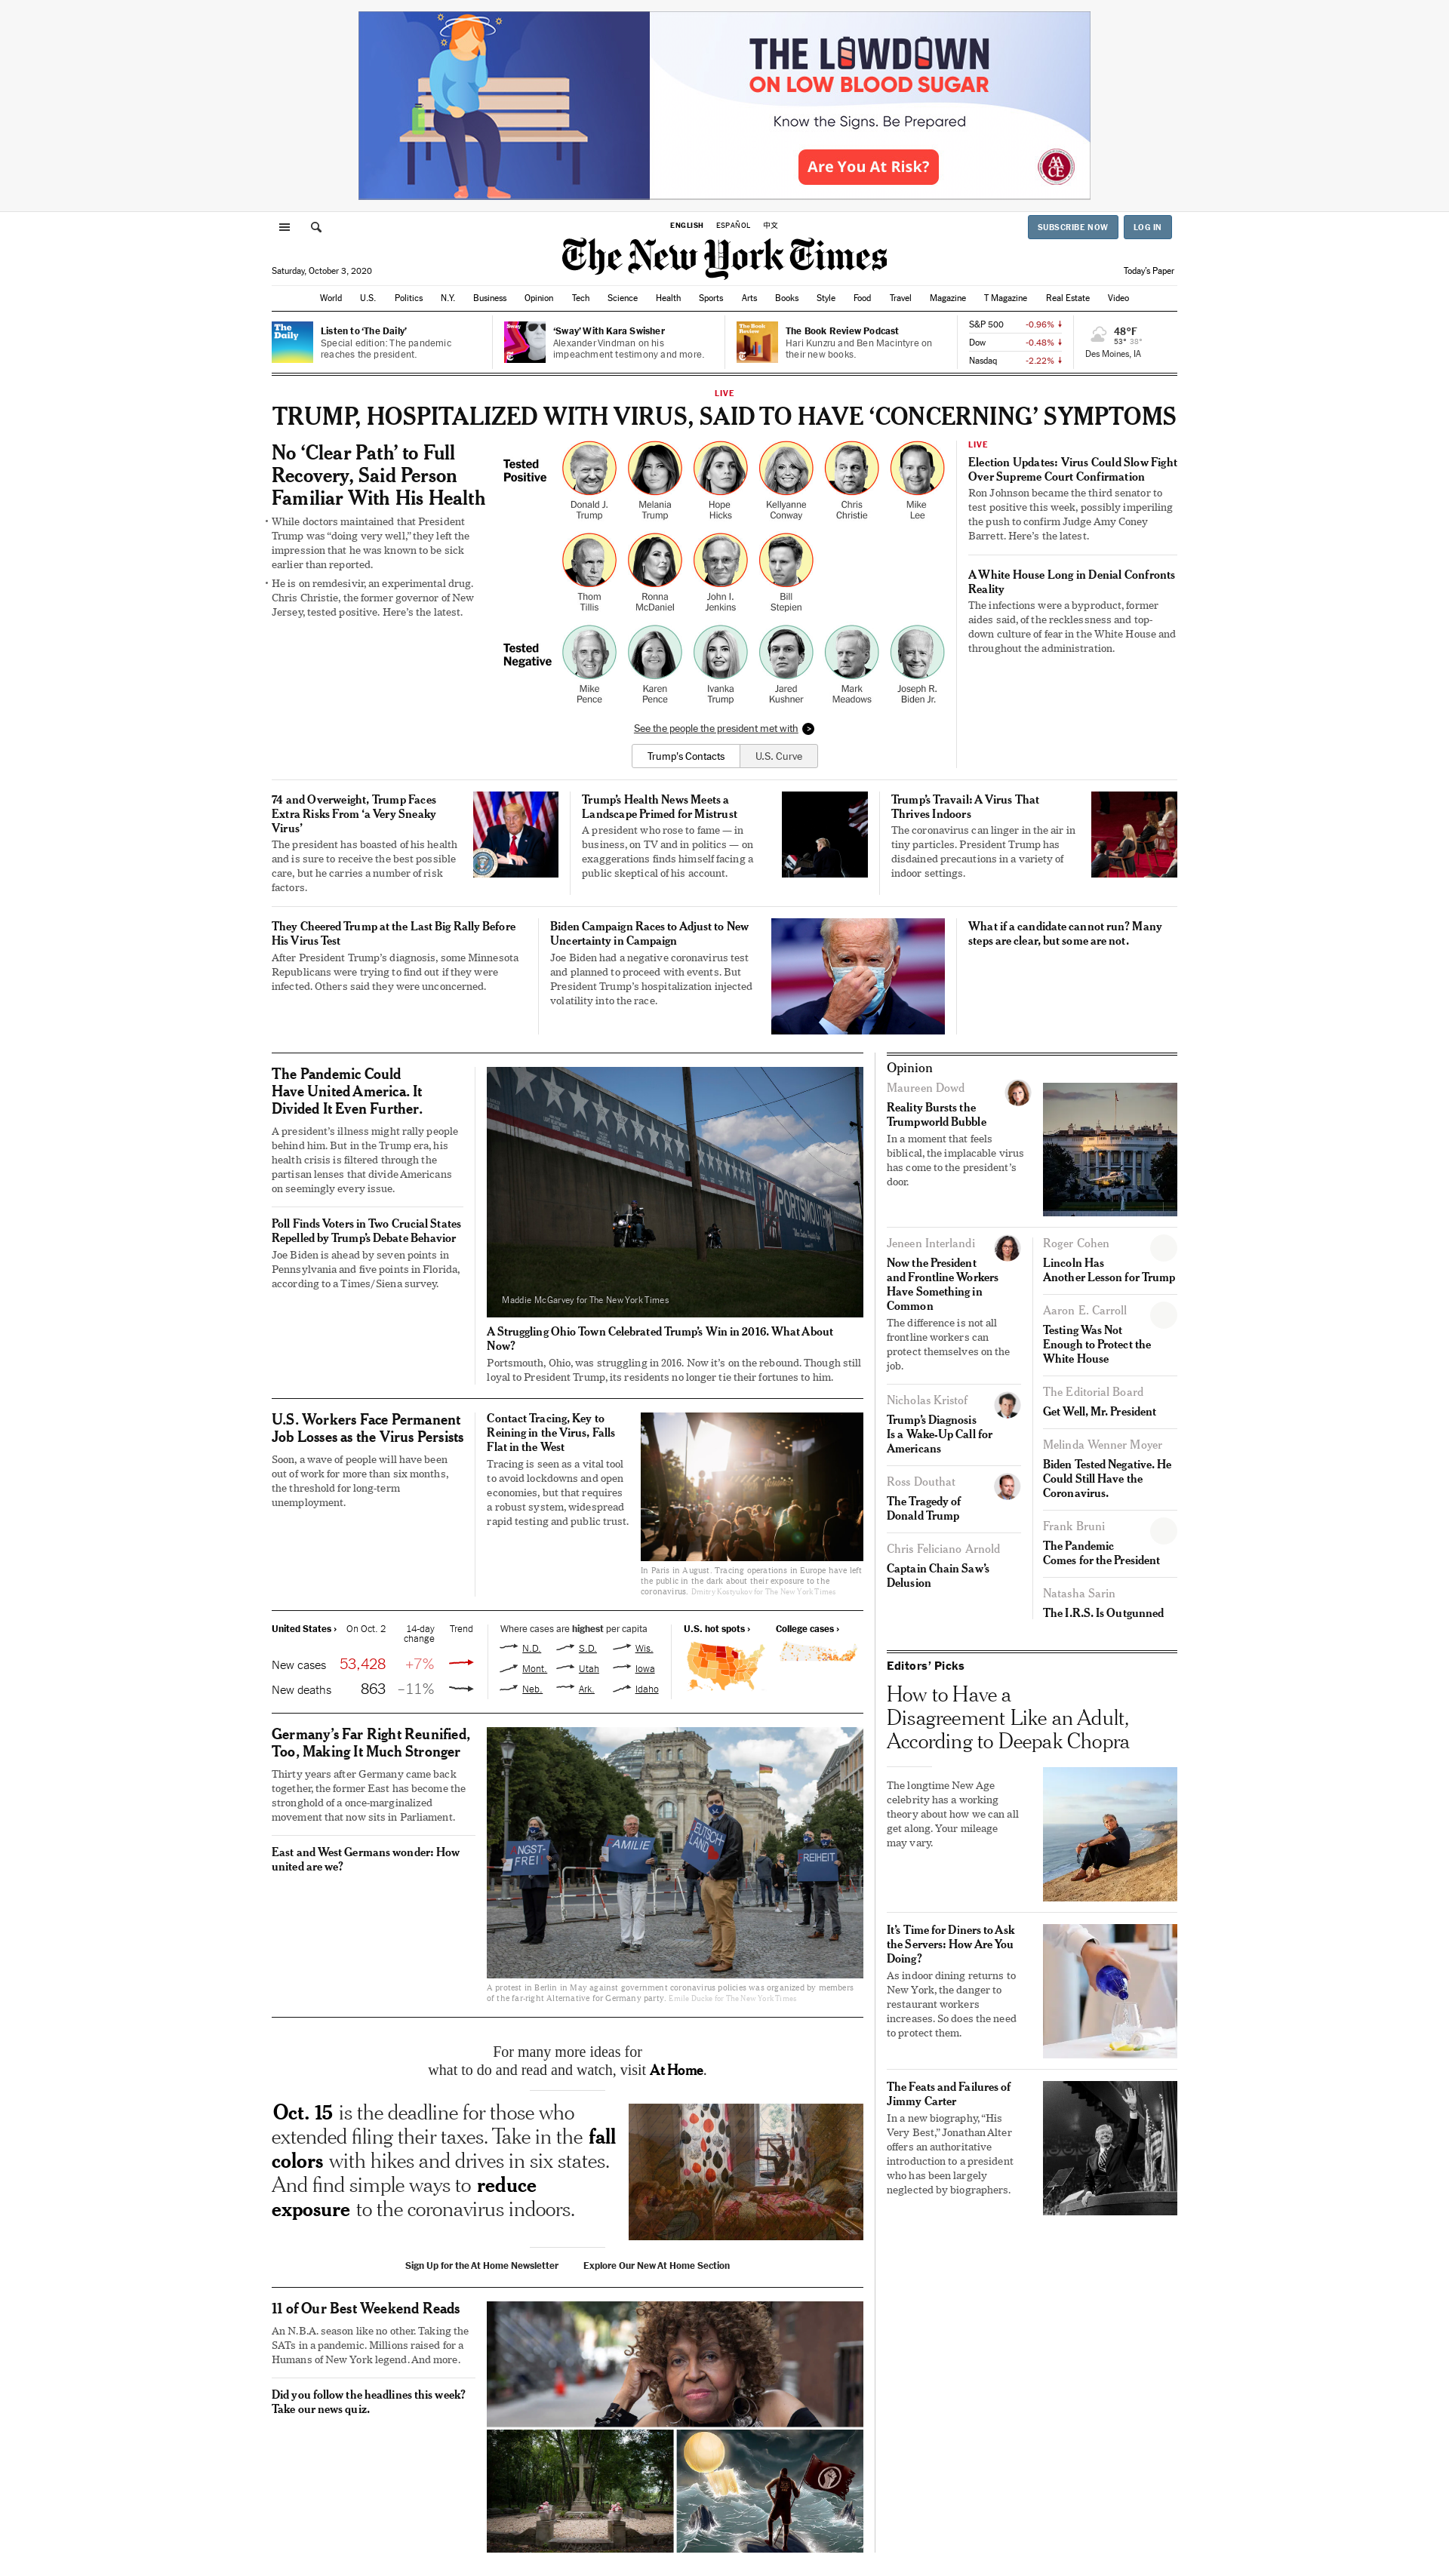 THE LOWDOWN
ON LOW BLOOD SUGAR
Know the Signs. Be Prepared
Are You At Risk?
AACE
ENGLISH ESPAÑOL 中文
SUBSCRIBE NOW LOG IN
The New York Times
Saturday, October 3, 2020
Today's Paper
World U.S. Politics N.Y. Business Opinion Tech Science Health Sports Arts Books Style Food Travel Magazine T Magazine Real Estate Video
The Daily
Listen to ‘The Daily’
Special edition: The pandemic
reaches the president.
Sway
‘Sway’ With Kara Swisher
Alexander Vindman on his
impeachment testimony and more.
The Book Review
The Book Review Podcast
Hari Kunzru and Ben Macintyre on
their new books.
S&P 500 -0.96%
Dow -0.48%
Nasdaq -2.22%
48°F
53° 38°
Des Moines, IA
LIVE
TRUMP, HOSPITALIZED WITH VIRUS, SAID TO HAVE ‘CONCERNING’ SYMPTOMS
No ‘Clear Path’ to Full
Recovery, Said Person
Familiar With His Health
• While doctors maintained that President
Trump was “doing very well,” they left the
impression that he was known to be sick
earlier than reported.
• He is on remdesivir, an experimental drug.
Chris Christie, the former governor of New
Jersey, tested positive. Here’s the latest.
Tested
Positive
Donald J.
Trump
Melania
Trump
Hope
Hicks
Kellyanne
Conway
Chris
Christie
Mike
Lee
Thom
Tillis
Ronna
McDaniel
John I.
Jenkins
Bill
Stepien
Tested
Negative
Mike
Pence
Karen
Pence
Ivanka
Trump
Jared
Kushner
Mark
Meadows
Joseph R.
Biden Jr.
See the people the president met with
Trump's Contacts U.S. Curve
LIVE
Election Updates: Virus Could Slow Fight
Over Supreme Court Confirmation
Ron Johnson became the third senator to
test positive this week, possibly imperiling
the push to confirm Judge Amy Coney
Barrett. Here’s the latest.
A White House Long in Denial Confronts
Reality
The infections were a byproduct, former
aides said, of the recklessness and top-
down culture of fear in the White House and
throughout the administration.
74 and Overweight, Trump Faces
Extra Risks From ‘a Very Sneaky
Virus’
The president has boasted of his health
and is sure to receive the best possible
care, but he carries a number of risk
factors.
Trump’s Health News Meets a
Landscape Primed for Mistrust
A president who rose to fame — in
business, on TV and in politics — on
exaggerations finds himself facing a
public skeptical of his account.
Trump’s Travail: A Virus That
Thrives Indoors
The coronavirus can linger in the air in
tiny particles. President Trump has
disdained precautions in a variety of
indoor settings.
They Cheered Trump at the Last Big Rally Before
His Virus Test
After President Trump’s diagnosis, some Minnesota
Republicans were trying to find out if they were
infected. Others said they were unconcerned.
Biden Campaign Races to Adjust to New
Uncertainty in Campaign
Joe Biden had a negative coronavirus test
and planned to proceed with events. But
President Trump’s hospitalization injected
volatility into the race.
What if a candidate cannot run? Many
steps are clear, but some are not.
The Pandemic Could
Have United America. It
Divided It Even Further.
A president’s illness might rally people
behind him. But in the Trump era, his
health crisis is filtered through the
partisan lenses that divide Americans
on seemingly every issue.
Poll Finds Voters in Two Crucial States
Repelled by Trump’s Debate Behavior
Joe Biden is ahead by seven points in
Pennsylvania and five points in Florida,
according to a Times/Siena survey.
PORTSMOUTH
Maddie McGarvey for The New York Times
A Struggling Ohio Town Celebrated Trump’s Win in 2016. What About
Now?
Portsmouth, Ohio, was struggling in 2016. Now it’s on the rebound. Though still
loyal to President Trump, its residents no longer tie their fortunes to him.
U.S. Workers Face Permanent
Job Losses as the Virus Persists
Soon, a wave of people will have been
out of work for more than six months,
the threshold for long-term
unemployment.
Contact Tracing, Key to
Reining in the Virus, Falls
Flat in the West
Tracing is seen as a vital tool
to avoid lockdowns and open
economies, but that requires
a robust system, widespread
rapid testing and public trust.
In Paris in August. Tracing operations in Europe have left
the public in the dark about their exposure to the
coronavirus. Dmitry Kostyukov for The New York Times
United States › On Oct. 2 14-day
change Trend
New cases 53,428 +7%
New deaths 863 –11%
Where cases are highest per capita
N.D. S.D. Wis.
Mont. Utah Iowa
Neb. Ark. Idaho
U.S. hot spots ›
College cases ›
Germany’s Far Right Reunified,
Too, Making It Much Stronger
Thirty years after Germany came back
together, the former East has become the
stronghold of a once-marginalized
movement that now sits in Parliament.
East and West Germans wonder: How
united are we?
ANGST-
FREI
FAMILIE
DEUTSCH-
LAND
FREIHEIT
A protest in Berlin in May against government coronavirus policies was organized by members
of the far-right Alternative for Germany party. Emile Ducke for The New York Times
For many more ideas for
what to do and read and watch, visit At Home.
Oct. 15 is the deadline for those who
extended filing their taxes. Take in the fall
colors with hikes and drives in six states.
And find simple ways to reduce
exposure to the coronavirus indoors.
Sign Up for the At Home Newsletter Explore Our New At Home Section
11 of Our Best Weekend Reads
An N.B.A. season like no other. Taking the
SATs in a pandemic. Millions raised for a
Humans of New York legend. And more.
Did you follow the headlines this week?
Take our news quiz.
Opinion
Maureen Dowd
Reality Bursts the
Trumpworld Bubble
In a moment that feels
biblical, the implacable virus
has come to the president’s
door.
Jeneen Interlandi
Now the President
and Frontline Workers
Have Something in
Common
The difference is not all
frontline workers can
protect themselves on the
job.
Nicholas Kristof
Trump’s Diagnosis
Is a Wake-Up Call for
Americans
Ross Douthat
The Tragedy of
Donald Trump
Chris Feliciano Arnold
Captain Chain Saw’s
Delusion
Roger Cohen
Lincoln Has
Another Lesson for Trump
Aaron E. Carroll
Testing Was Not
Enough to Protect the
White House
The Editorial Board
Get Well, Mr. President
Melinda Wenner Moyer
Biden Tested Negative. He
Could Still Have the
Coronavirus.
Frank Bruni
The Pandemic
Comes for the President
Natasha Sarin
The I.R.S. Is Outgunned
Editors’ Picks
How to Have a
Disagreement Like an Adult,
According to Deepak Chopra
The longtime New Age
celebrity has a working
theory about how we can all
get along. Your mileage
may vary.
It’s Time for Diners to Ask
the Servers: How Are You
Doing?
As indoor dining returns to
New York, the danger to
restaurant workers
increases. So does the need
to protect them.
The Feats and Failures of
Jimmy Carter
In a new biography, “His
Very Best,” Jonathan Alter
offers an authoritative
introduction to a president
who has been largely
neglected by biographers.